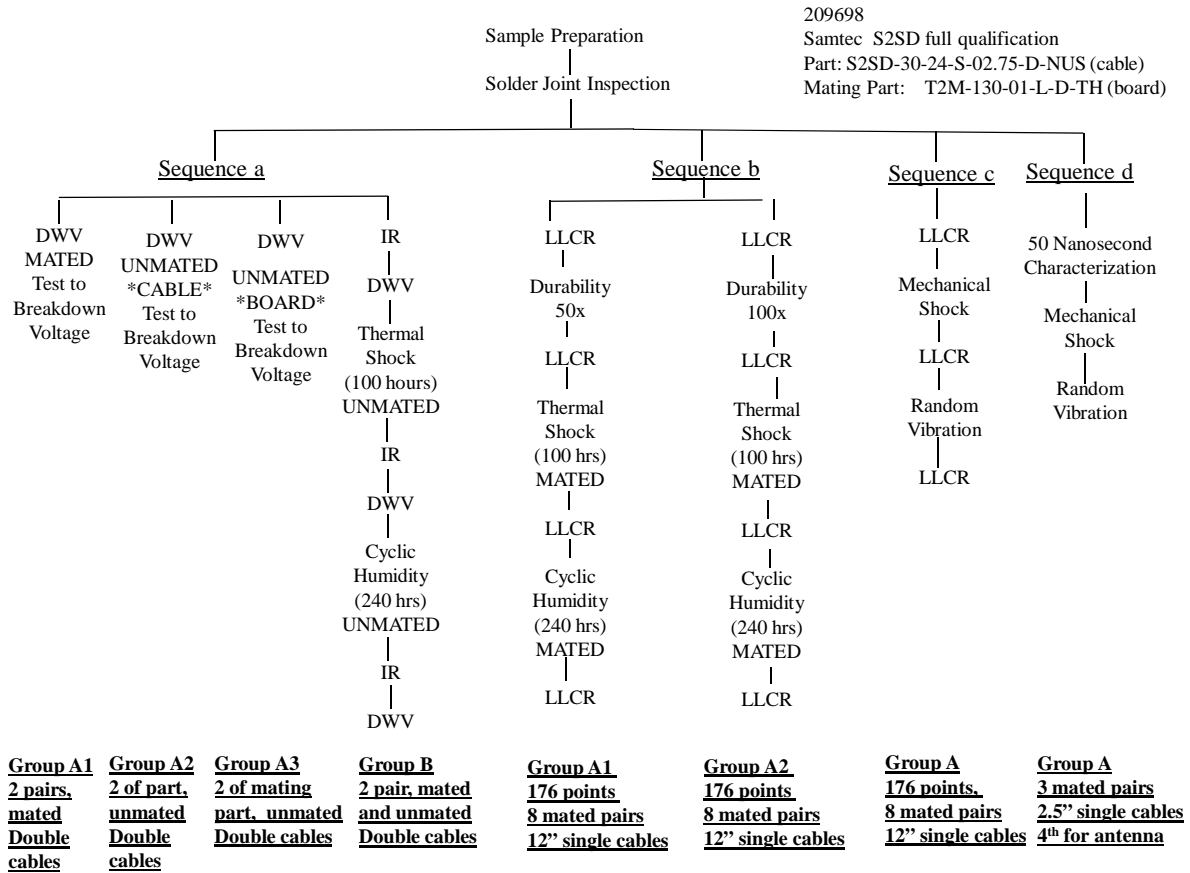 209698
Samtec S2SD full qualification
Part: S2SD-30-24-S-02.75-D-NUS (cable)
Mating Part: T2M-130-01-L-D-TH (board)
Sample Preparation
Solder Joint Inspection
Sequence a
DWV
MATED
Test to
Breakdown
Voltage
DWV
UNMATED
*CABLE*
Test to
Breakdown
Voltage
DWV
UNMATED
*BOARD*
Test to
Breakdown
Voltage
IR
DWV
Thermal
Shock
(100 hours)
UNMATED
IR
DWV
Cyclic
Humidity
(240 hrs)
UNMATED
IR
DWV
Sequence b
LLCR
Durability
50x
LLCR
Thermal
Shock
(100 hrs)
MATED
LLCR
Cyclic
Humidity
(240 hrs)
MATED
LLCR
LLCR
Durability
100x
LLCR
Thermal
Shock
(100 hrs)
MATED
LLCR
Cyclic
Humidity
(240 hrs)
MATED
LLCR
Sequence c
LLCR
Mechanical
Shock
LLCR
Random
Vibration
LLCR
Sequence d
50 Nanosecond
Characterization
Mechanical
Shock
Random
Vibration
Group A1
2 pairs,
mated
Double
cables
Group A2
2 of part,
unmated
Double
cables
Group A3
2 of mating
part, unmated
Double cables
Group B
2 pair, mated
and unmated
Double cables
Group A1
176 points
8 mated pairs
12” single cables
Group A2
176 points
8 mated pairs
12” single cables
Group A
176 points,
8 mated pairs
12” single cables
Group A
3 mated pairs
2.5” single cables
4th for antenna